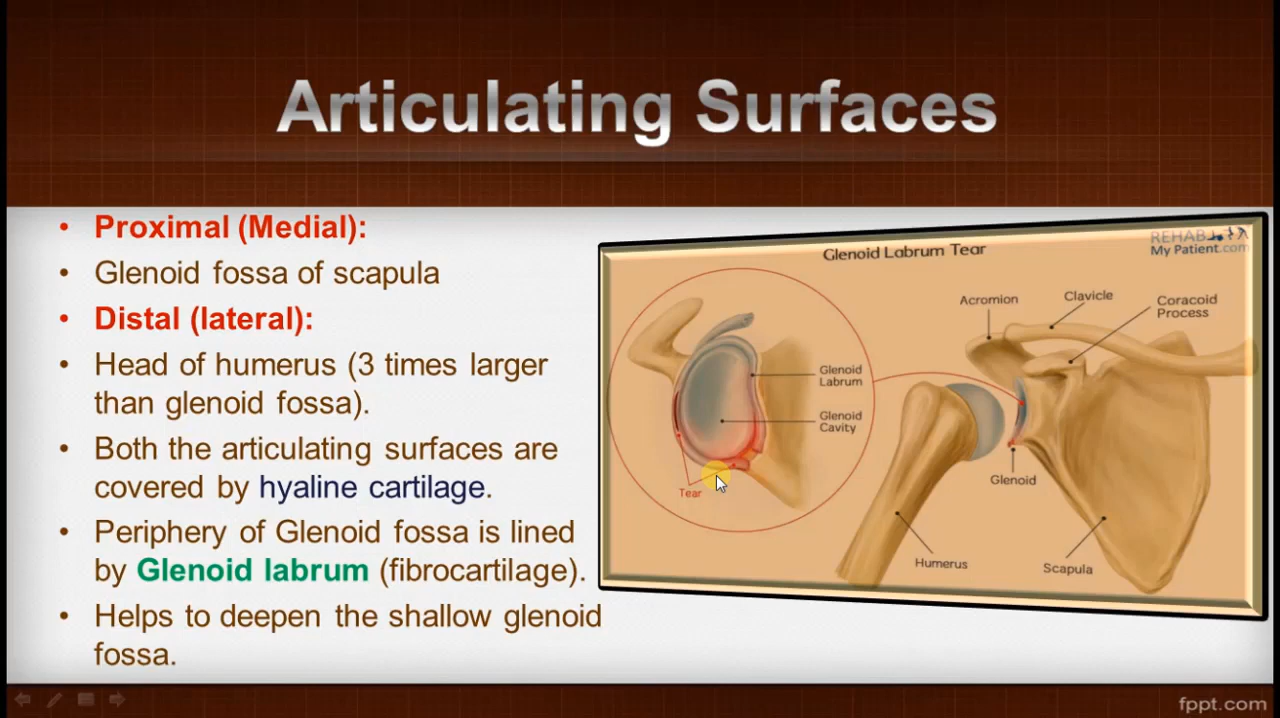 Articulating Surfaces
• Proximal (Medial):
• Glenoid fossa of scapula
• Distal (lateral):
• Head of humerus (3 times larger
than glenoid fossa).
• Both the articulating surfaces are
covered by hyaline cartilage.
• Periphery of Glenoid fossa is lined
by Glenoid labrum (fibrocartilage).
• Helps to deepen the shallow glenoid
fossa.
Glenoid Labrum Tear
REHAB
My Patient.com
Acromion
Clavicle
Coracoid
Process
Glenoid
Labrum
Glenoid
Cavity
Tear
Glenoid
Humerus
Scapula
fppt.com